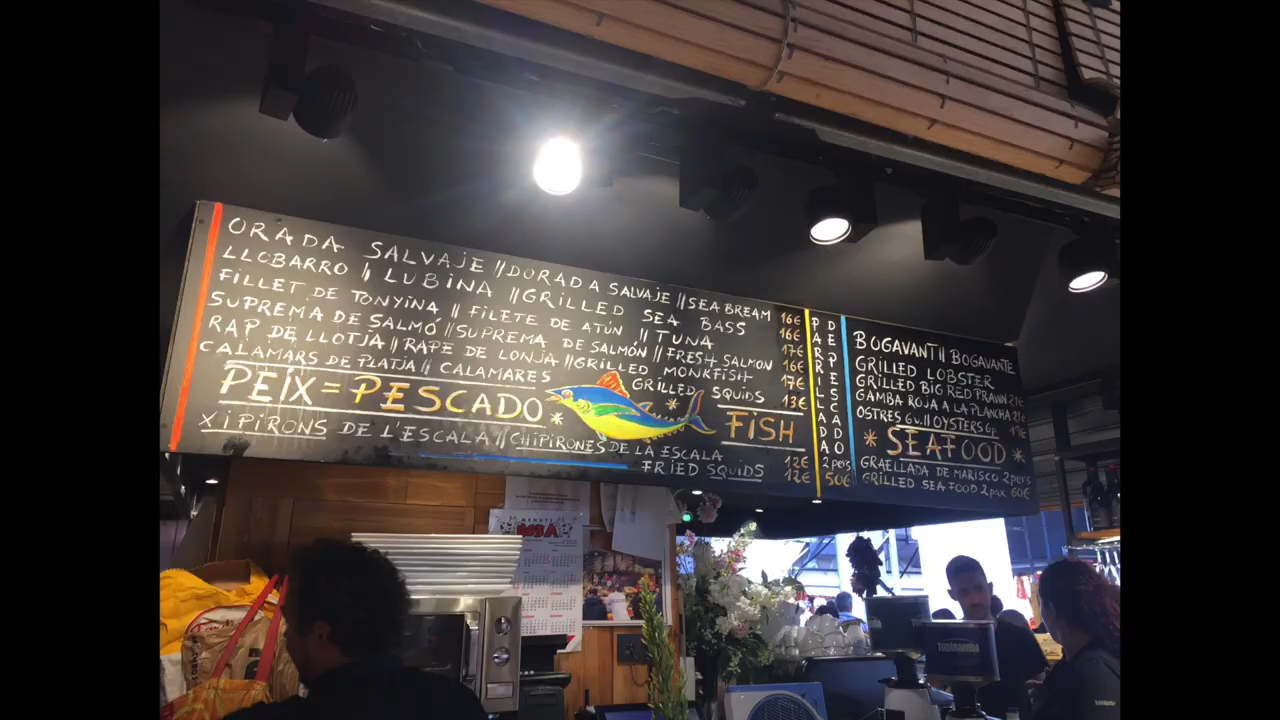 ORADA SALVAJE // DORADA SALVAJE // SEA BREAM 16€
LLOBARRO // LUBINA // GRILLED SEA BASS 16€
FILLET DE TONYINA // FILETE DE ATÚN // TUNA 17€
SUPREMA DE SALMÓ // SUPREMA DE SALMÓN // FRESH SALMON 16€
RAP DE LLOTJA // RAPE DE LONJA // GRILLED MONKFISH 17€
CALAMARS DE PLATJA // CALAMARES GRILLED SQUIDS 13€
PEIX = PESCADO * * FISH
XIPIRONS DE L'ESCALA // CHIPIRONES DE LA ESCALA 12€
FRIED SQUIDS 12€
PARILLADA
DE PESCADO
2 pers
50€
BOGAVANT // BOGAVANTE
GRILLED LOBSTER
GRILLED BIG RED PRAWN 21€
GAMBA ROJA A LA PLANCHA 21€
OSTRES 6u. // OYSTERS 6p
* SEAFOOD *
GRAELLADA DE MARISCO 2 pers
GRILLED SEAFOOD 2 pax 60€